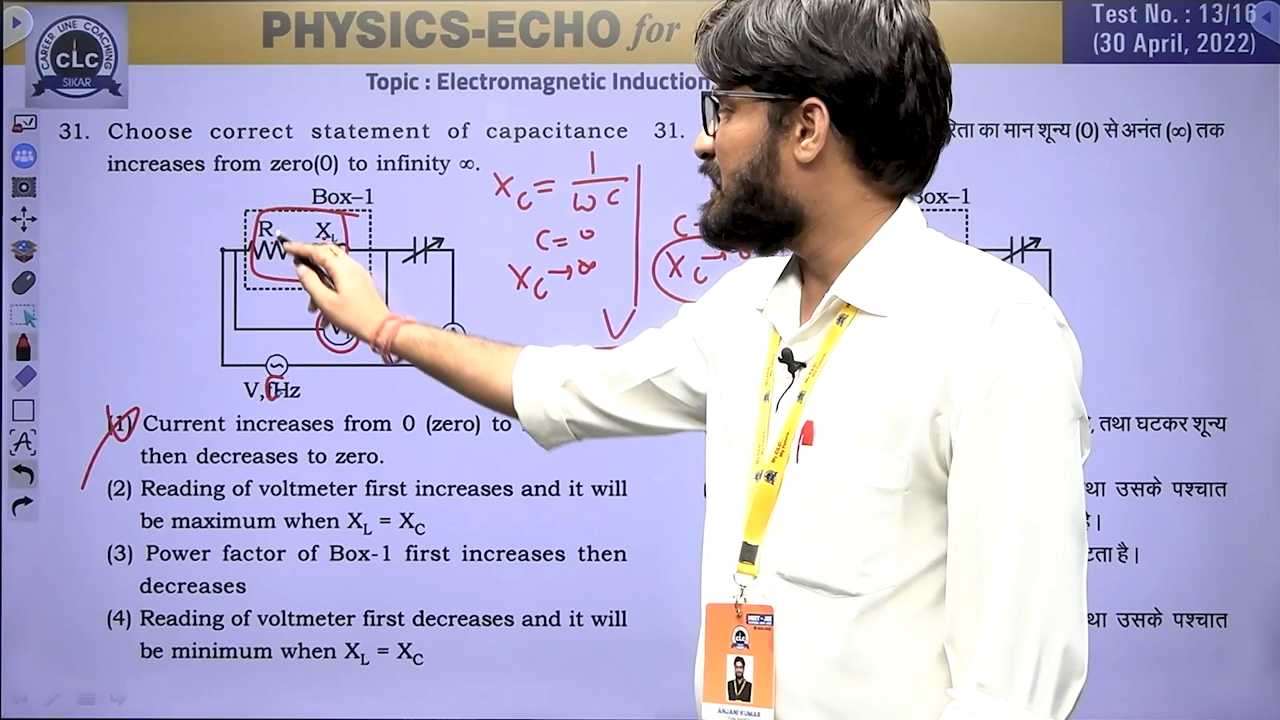 CAREER LINE COACHING
CLC
SIKAR
PHYSICS-ECHO for
Test No. : 13/16
(30 April, 2022)
Topic : Electromagnetic Induction,
31. Choose correct statement of capacitance
increases from zero(0) to infinity ∞.
Box-1
R X_L
V, f Hz
(1) Current increases from 0 (zero) to
then decreases to zero.
(2) Reading of voltmeter first increases and it will
be maximum when X_L = X_C
(3) Power factor of Box-1 first increases then
decreases
(4) Reading of voltmeter first decreases and it will
be minimum when X_L = X_C
X_C = 1/ωC
C = 0
X_C → ∞
X_C →
31.
का मान शून्य (0) से अनंत (∞) तक
Box-1
तथा घटकर शून्य
था उसके पश्चात
है।
टता है।
था उसके पश्चात
ANJANI KUMAR